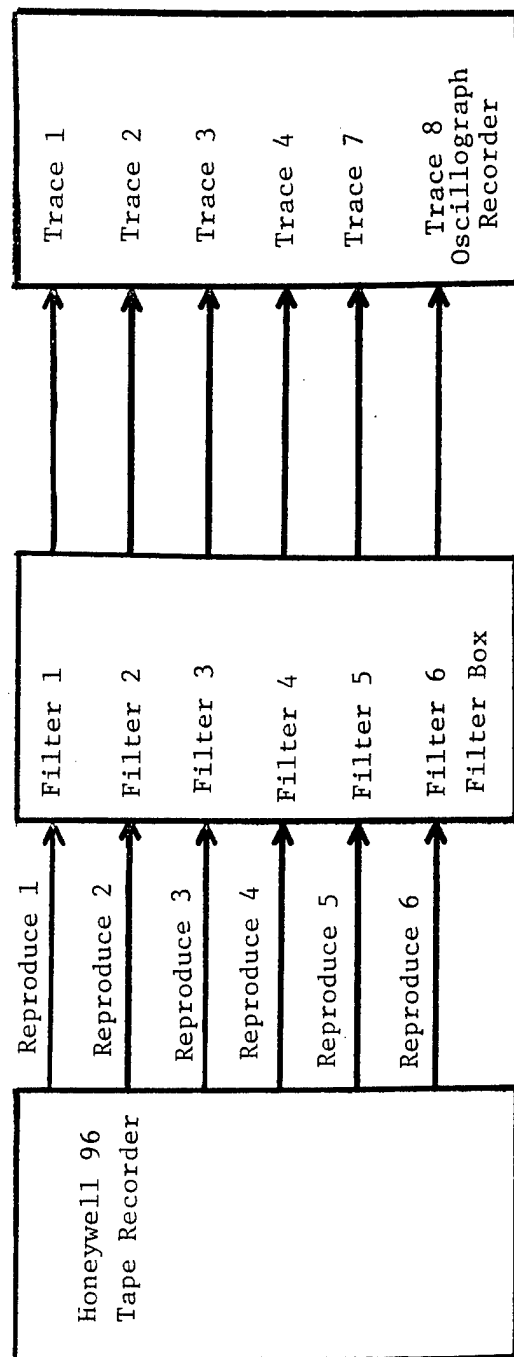 Honeywell 96
Tape Recorder
Reproduce 1
Reproduce 2
Reproduce 3
Reproduce 4
Reproduce 5
Reproduce 6
Filter 1
Filter 2
Filter 3
Filter 4
Filter 5
Filter 6
Filter Box
Trace 1
Trace 2
Trace 3
Trace 4
Trace 7
Trace 8
Oscillograph
Recorder